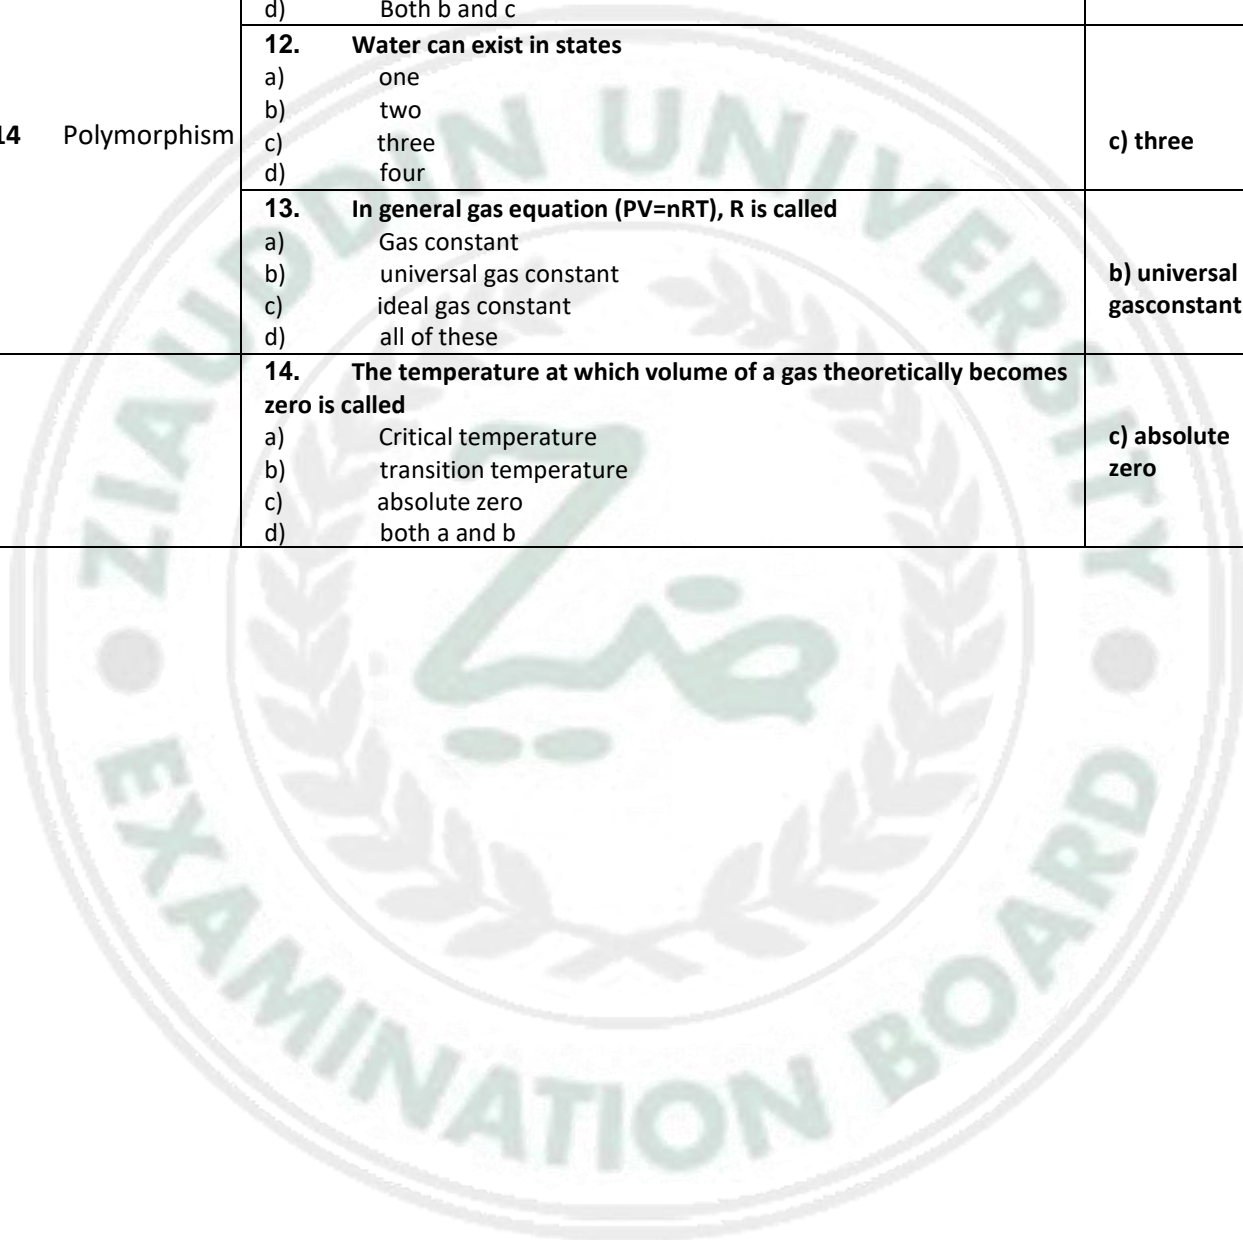 d) Both b and c
12. Water can exist in states
a) one
b) two
14 Polymorphism
c) three
c) three
d) four
13. In general gas equation (PV=nRT), R is called
a) Gas constant
b) universal gas constant
b) universal
c) ideal gas constant
gasconstant
d) all of these
14. The temperature at which volume of a gas theoretically becomes
zero is called
a) Critical temperature
c) absolute
b) transition temperature
zero
c) absolute zero
d) both a and b
ZIAUDDIN UNIVERSITY
EXAMINATION BOARD